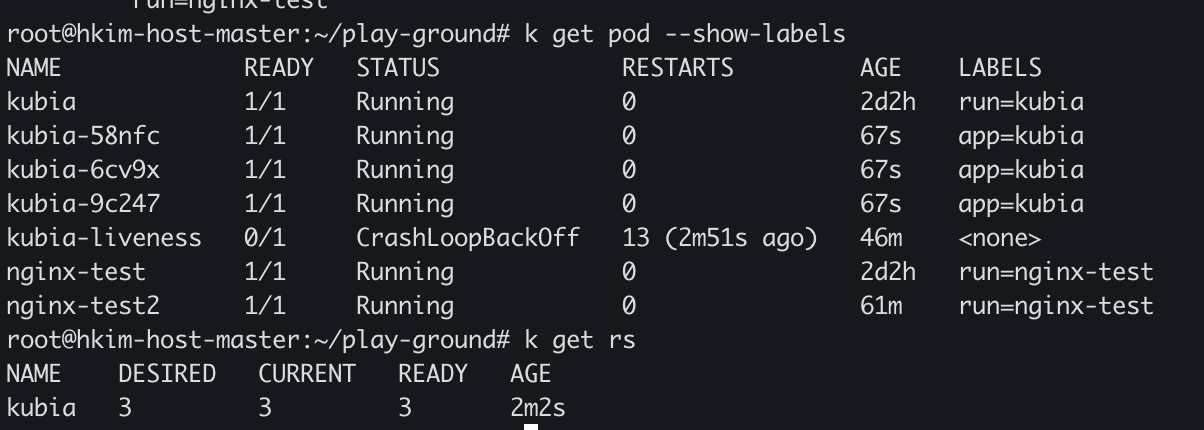 run=nginx-test
root@hkim-host-master:~/play-ground# k get pod --show-labels
NAME READY STATUS RESTARTS AGE LABELS
kubia 1/1 Running 0 2d2h run=kubia
kubia-58nfc 1/1 Running 0 67s app=kubia
kubia-6cv9x 1/1 Running 0 67s app=kubia
kubia-9c247 1/1 Running 0 67s app=kubia
kubia-liveness 0/1 CrashLoopBackOff 13 (2m51s ago) 46m <none>
nginx-test 1/1 Running 0 2d2h run=nginx-test
nginx-test2 1/1 Running 0 61m run=nginx-test
root@hkim-host-master:~/play-ground# k get rs
NAME DESIRED CURRENT READY AGE
kubia 3 3 3 2m2s